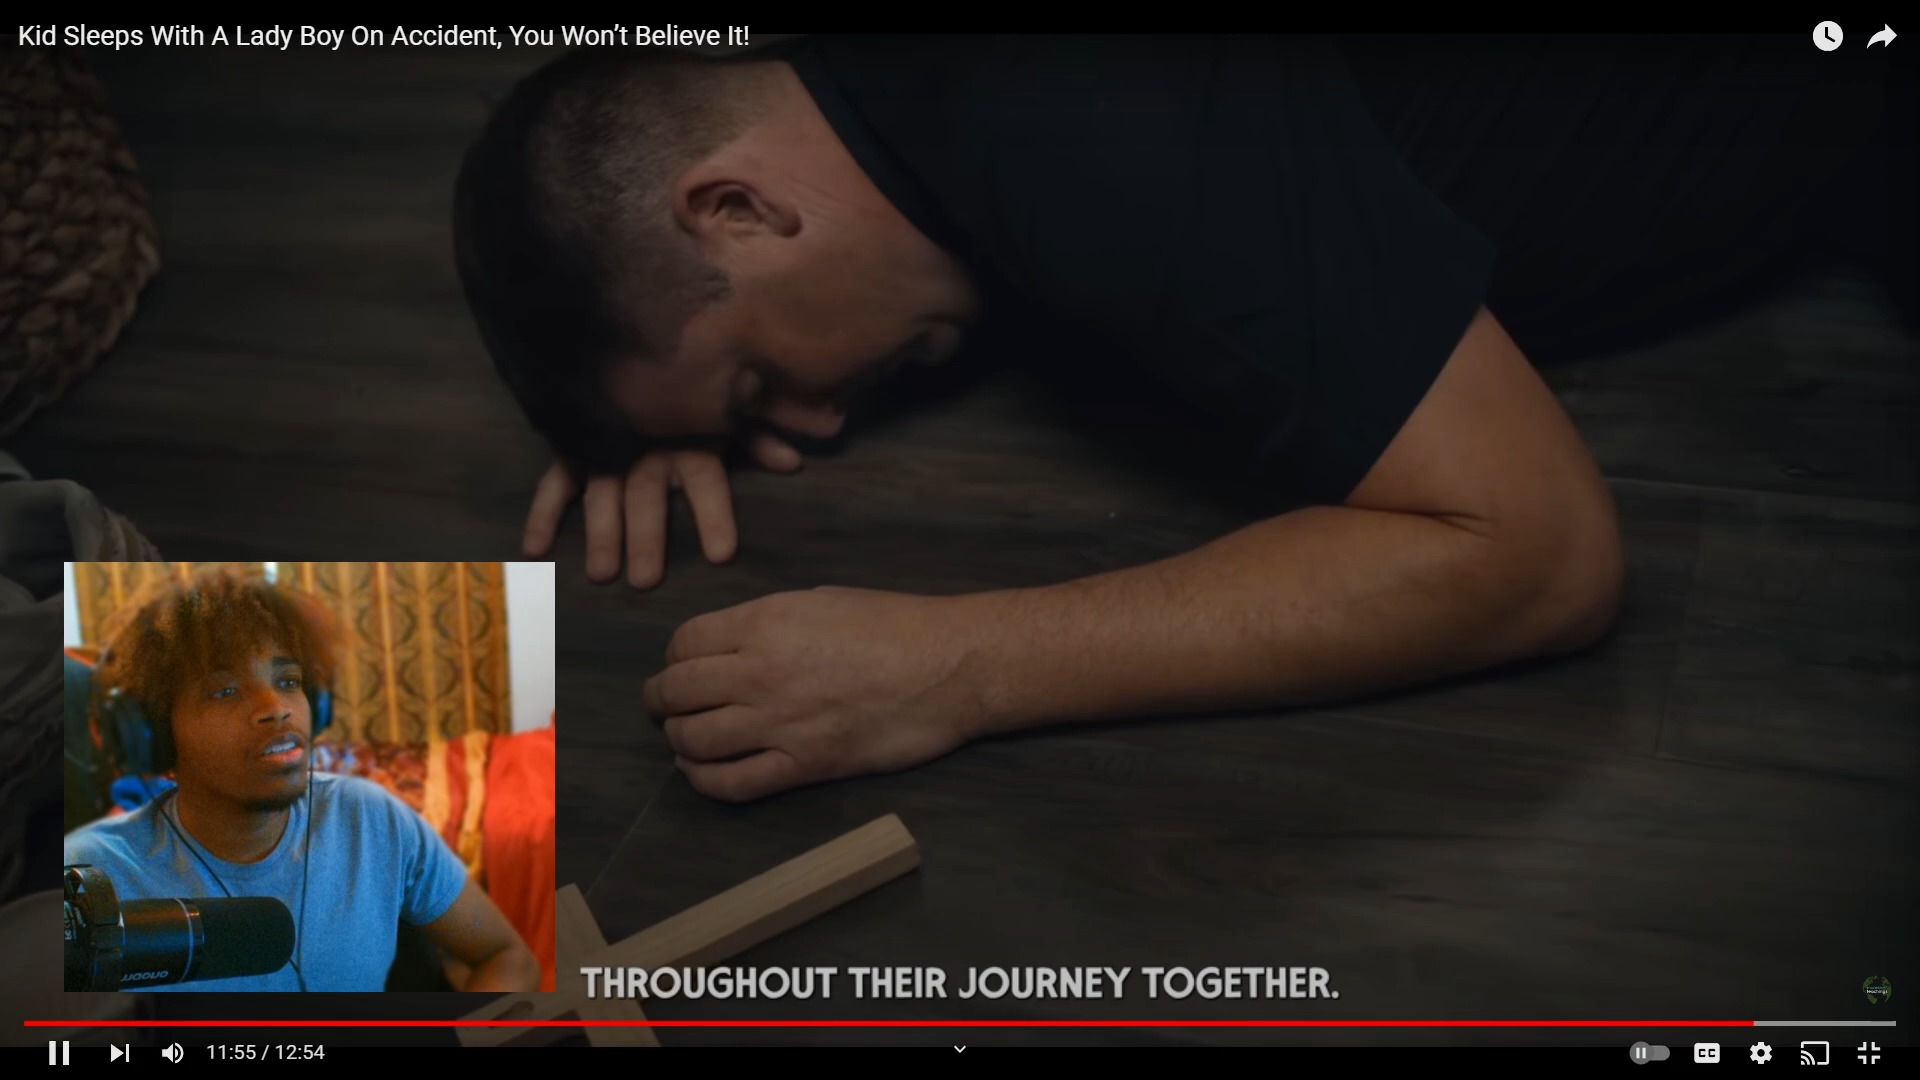 Kid Sleeps With A Lady Boy On Accident, You Won’t Believe It!
THROUGHOUT THEIR JOURNEY TOGETHER.
11:55 / 12:54
CC